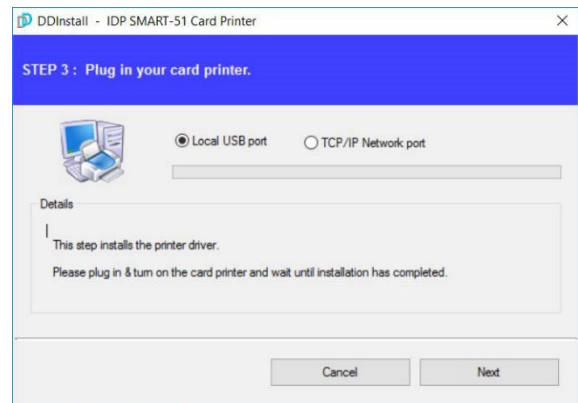 DDInstall - IDP SMART-51 Card Printer
STEP 3 : Plug in your card printer.
Local USB port
TCP/IP Network port
Details
This step installs the printer driver.
Please plug in & turn on the card printer and wait until installation has completed.
Cancel
Next